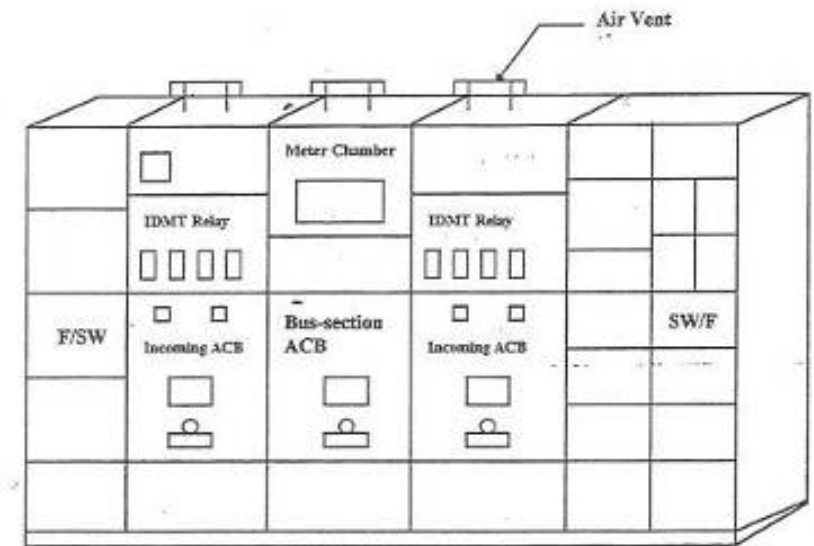 Air Vent
Meter Chamber
IDMT Relay
IDMT Relay
F/SW
Incoming ACB
Bus-section
ACB
Incoming ACB
SW/F